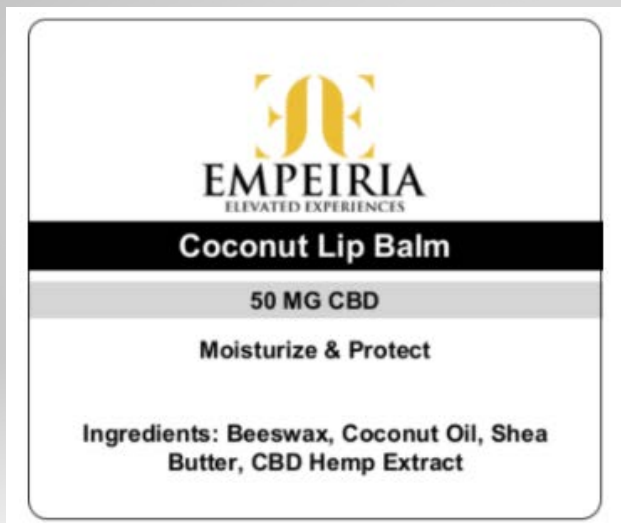 EMPEIRIA
ELEVATED EXPERIENCES
Coconut Lip Balm
50 MG CBD
Moisturize & Protect
Ingredients: Beeswax, Coconut Oil, Shea
Butter, CBD Hemp Extract